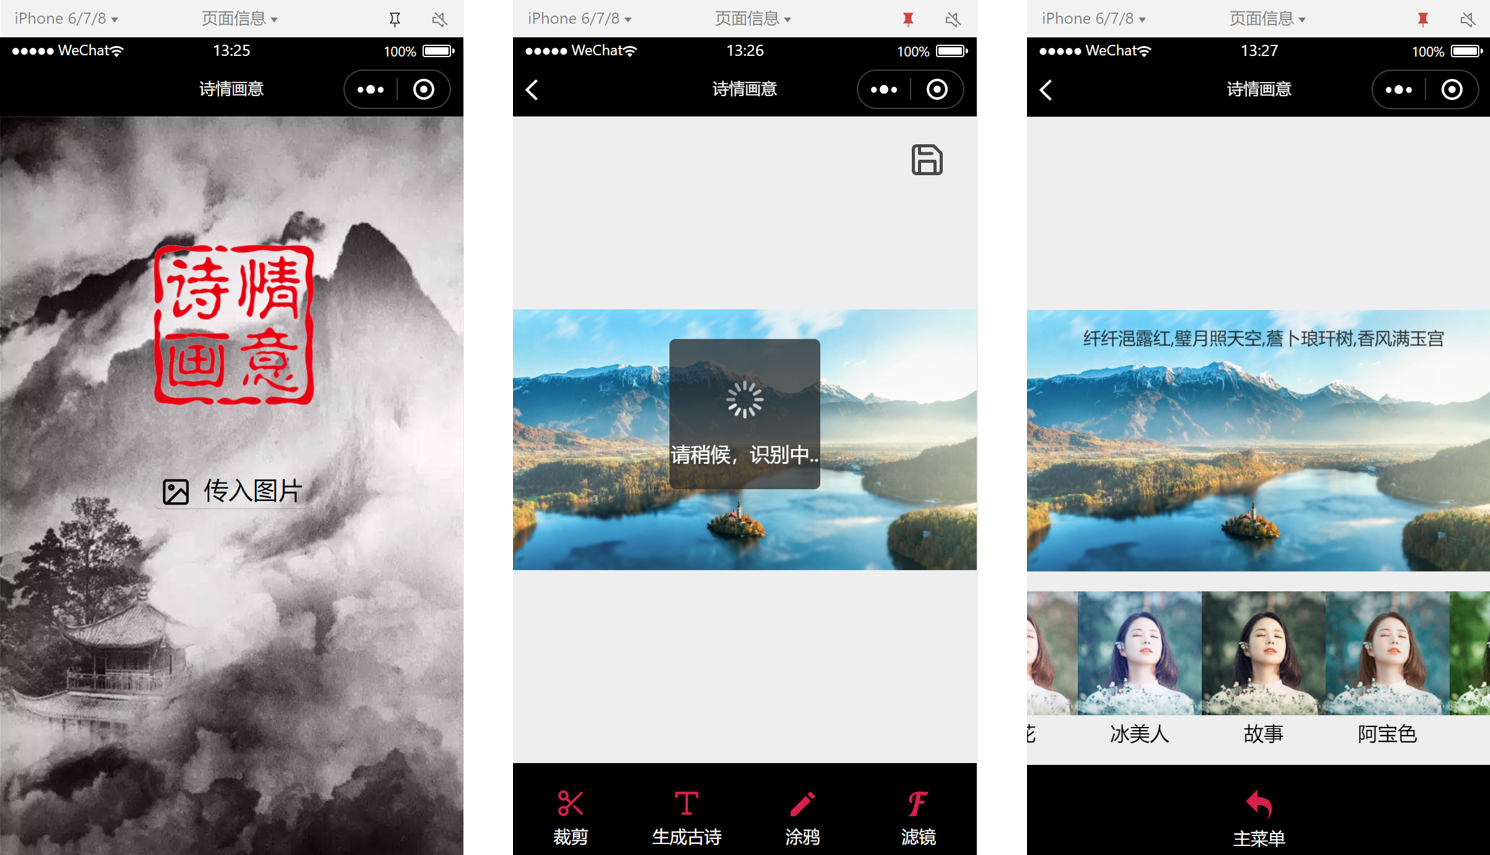 iPhone 6/7/8
页面信息
WeChat
13:25
100%
诗情画意
诗情
画意
传入图片
iPhone 6/7/8
页面信息
WeChat
13:26
100%
诗情画意
请稍候，识别中..
裁剪
生成古诗
涂鸦
滤镜
iPhone 6/7/8
页面信息
WeChat
13:27
100%
诗情画意
纤纤浥露红,璧月照天空,薝卜琅玕树,香风满玉宫
花
冰美人
故事
阿宝色
主菜单